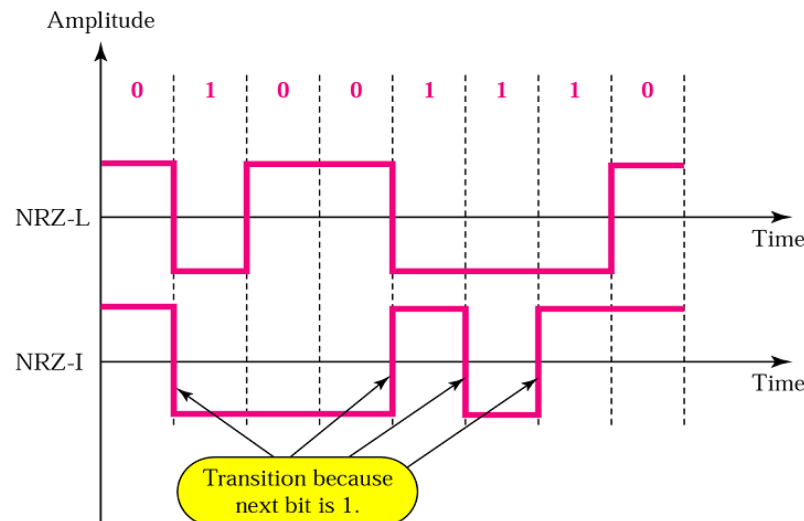 Amplitude
0 1 0 0 1 1 1 0
NRZ-L
Time
NRZ-I
Time
Transition because
next bit is 1.